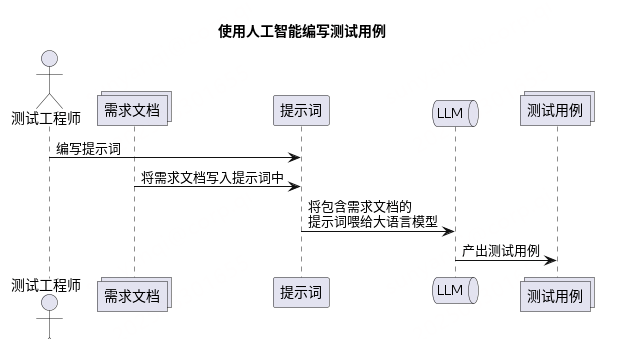 使用人工智能编写测试用例
测试工程师
需求文档
提示词
LLM
测试用例
编写提示词
将需求文档写入提示词中
将包含需求文档的
提示词喂给大语言模型
产出测试用例
测试工程师
需求文档
提示词
LLM
测试用例